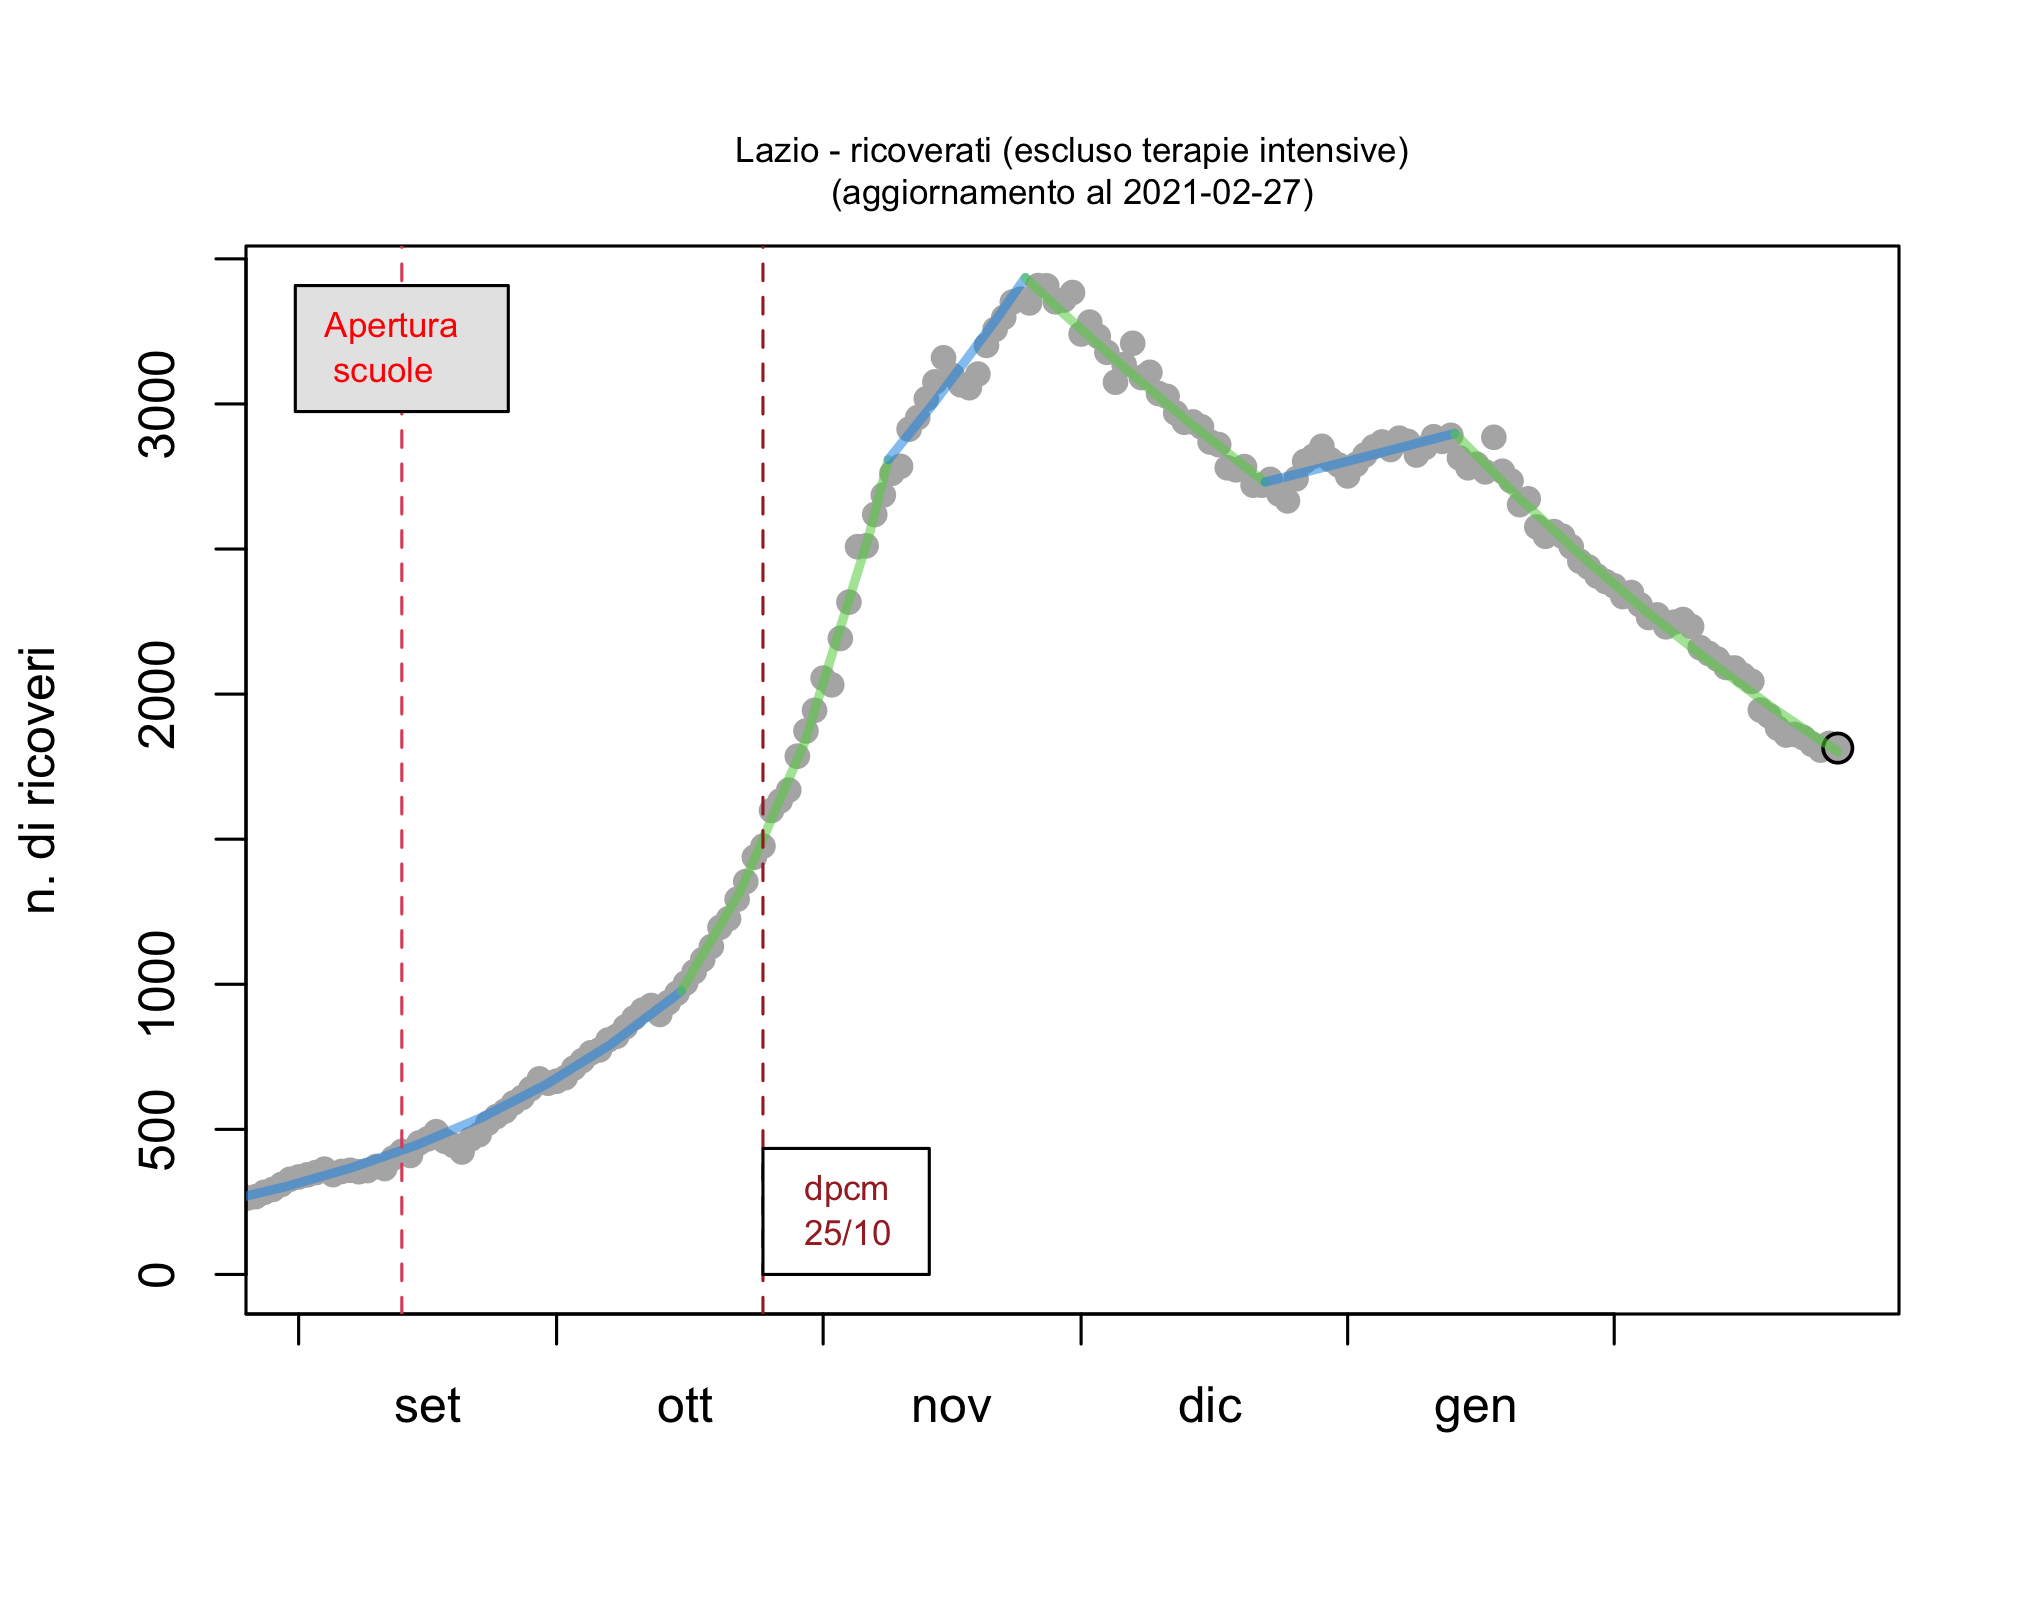 Lazio - ricoverati (escluso terapie intensive)
(aggiornamento al 2021-02-27)
Apertura
scuole
3000
2000
1000
500
0
n. di ricoveri
dpcm
25/10
set ott nov dic gen